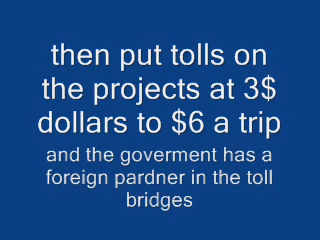 then put tolls on
the projects at 3$
dollars to $6 a trip
and the goverment has a
foreign pardner in the toll
bridges